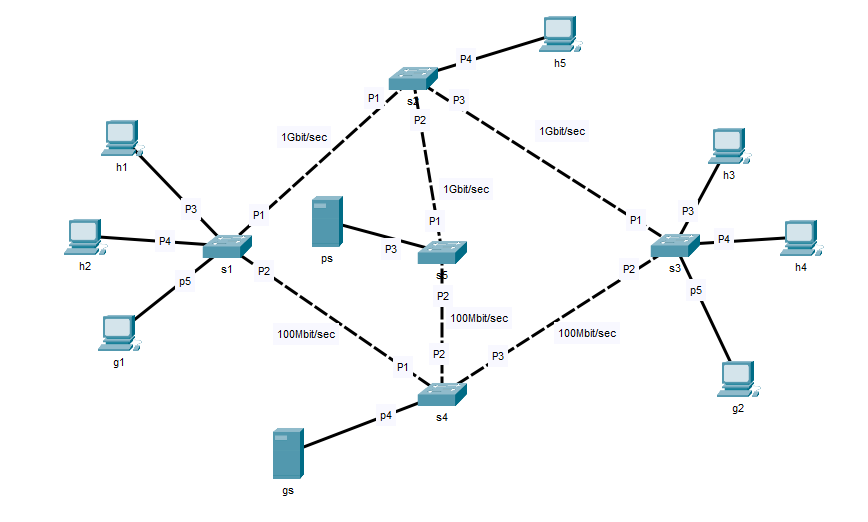 h5
P4
s2
P1
P3
P2
1Gbit/sec
1Gbit/sec
h1
h3
P3
P1
1Gbit/sec
P1
P1
P3
P4
h2
P4
s1
ps
P3
s5
s3
h4
P2
P2
p5
p5
P2
100Mbit/sec
100Mbit/sec
100Mbit/sec
g1
P1
P2
P3
g2
p4
s4
gs